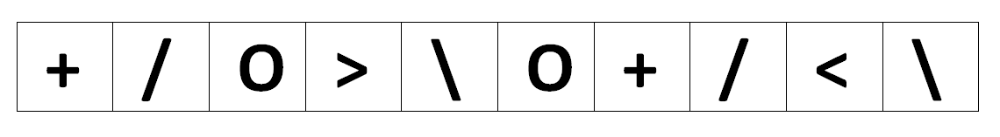 + / O > \ O + / < \